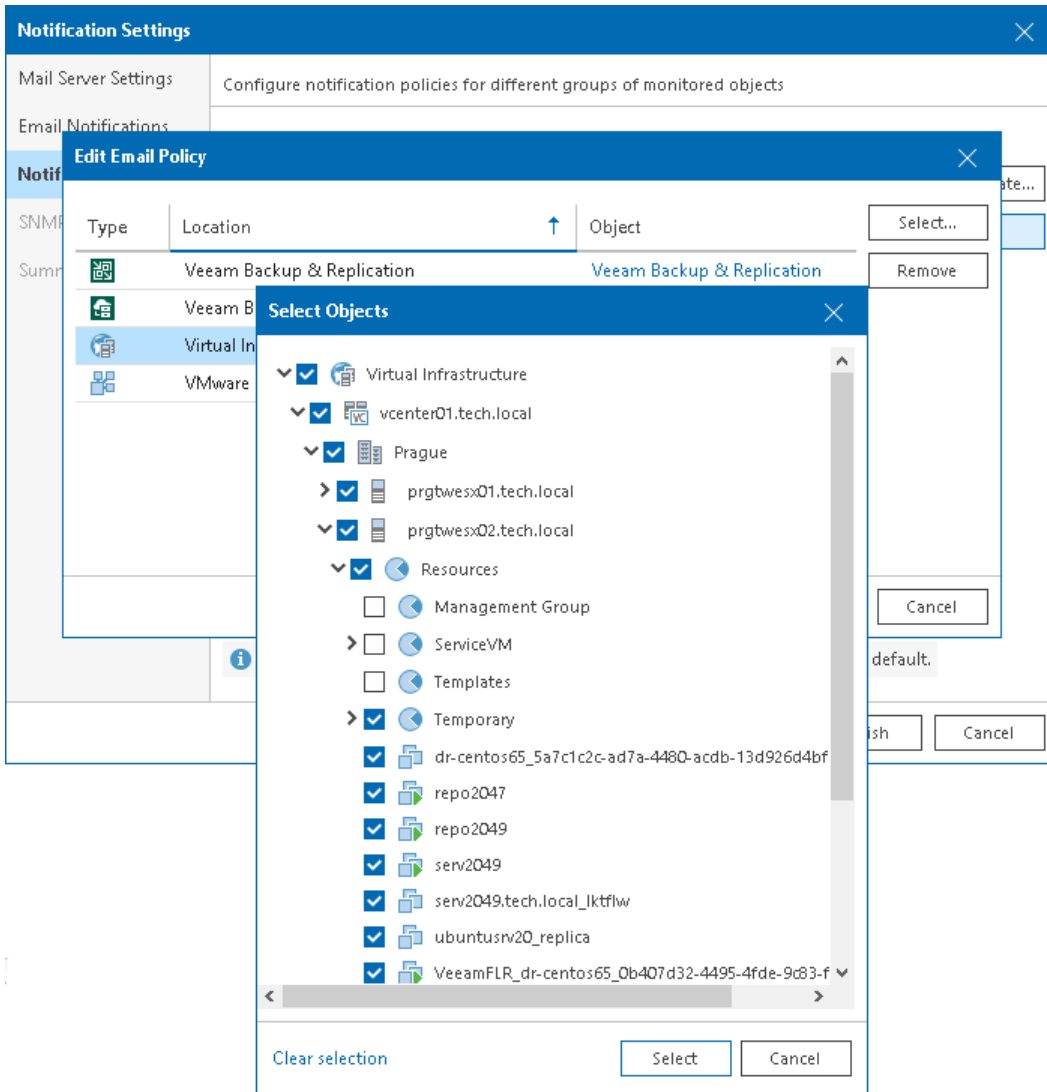 Notification Settings
Mail Server Settings
Configure notification policies for different groups of monitored objects
Email Notifications
Edit Email Policy
Type Location Object
Select...
Veeam Backup & Replication Veeam Backup & Replication
Remove
Select Objects
Virtual Infrastructure
VMware
vcenter01.tech.local
Prague
prgtwesx01.tech.local
prgtwesx02.tech.local
Resources
Management Group
Cancel
ServiceVM
default.
Templates
Temporary
Cancel
dr-centos65_5a7c1c2c-ad7a-4480-acdb-13d926d4bf
repo2047
repo2049
serv2049
serv2049.tech.local_lktflw
ubuntusrv20_replica
VeeamFLR_dr-centos65_0b407d32-4495-4fde-9c83-f
Clear selection
Select
Cancel